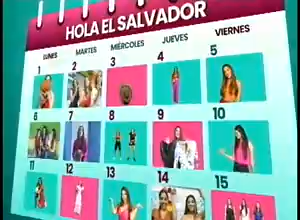 HOLA EL SALVADOR
LUNES MARTES MIÉRCOLES JUEVES VIERNES
1 2 3 4 5
6 7 8 9 10
11 12 13 14 15